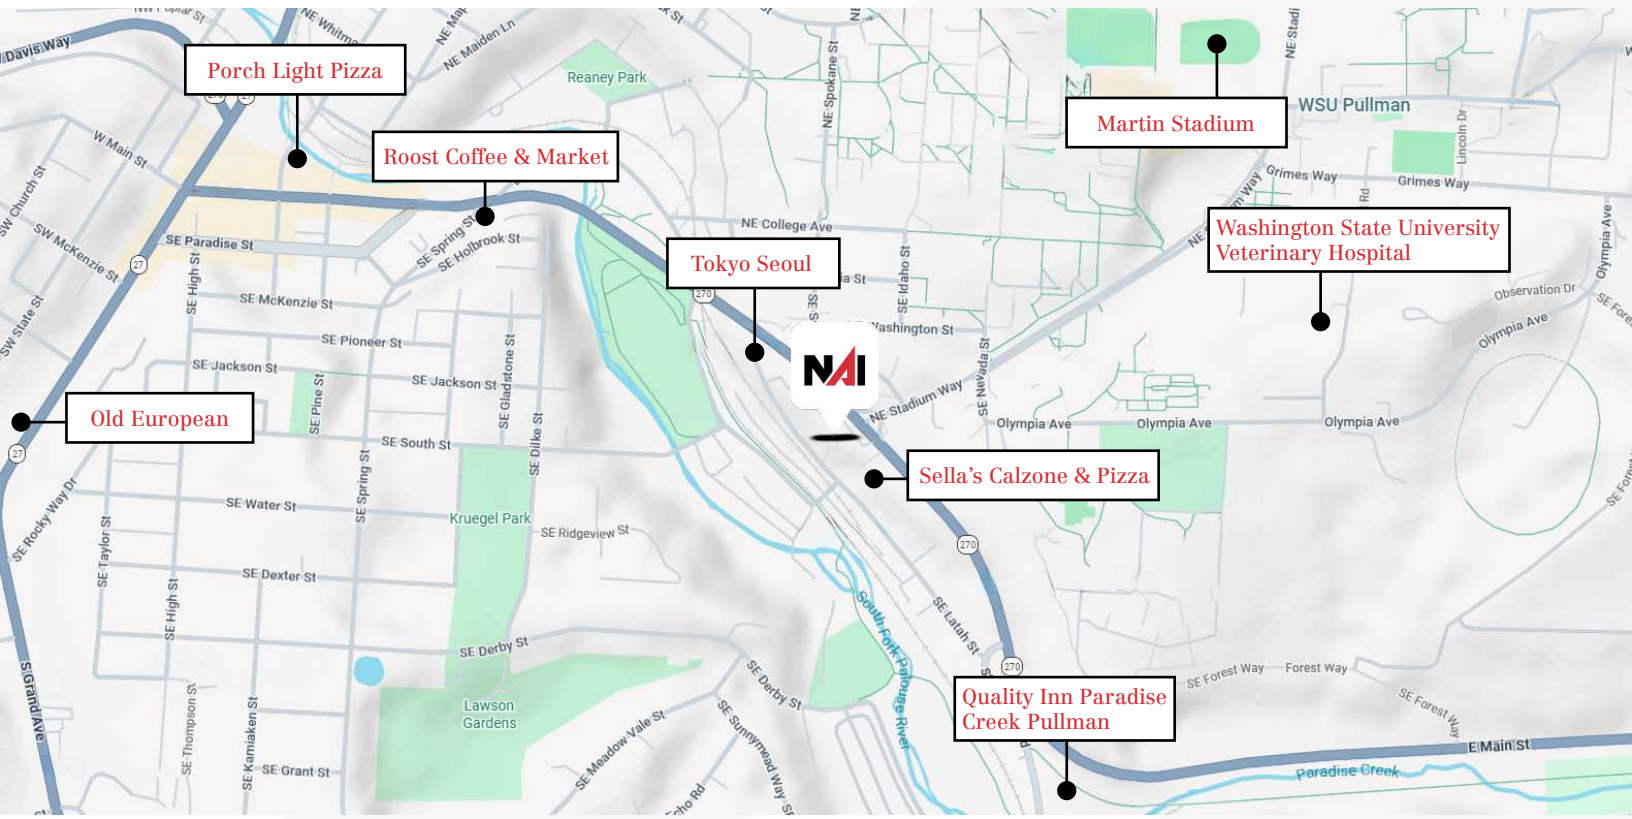 Davis Way
NE Maiden Ln
Porch Light Pizza
27
Reaney Park
NE Spokane St
Martin Stadium
WSU Pullman
Lincoln Dr
W Main St
Roost Coffee & Market
Grimes Way
Grimes Way
SW Church St
SE Paradise St
SE Spring St
SE Holbrook St
NE College Ave
Washington State University
Veterinary Hospital
Olympia Ave
SW McKenzie St
27
SE High St
Tokyo Seoul
SE Idaho St
Observation Dr
270
SW State St
SE McKenzie St
Washington St
Olympia Ave
SE Pioneer St
SE Gladstone St
NAI
SE Nevada St
SE Jackson St
SE Jackson St
SE Pine St
NE Stadium Way
Old European
SE South St
SE Dilke St
Olympia Ave
Olympia Ave
Olympia Ave
27
Sella's Calzone & Pizza
SE Rocky Way Dr
SE Water St
SE Spring St
Kruegel Park
SE Ridgeview St
270
SE Taylor St
SE Dexter St
SE High St
South Fork Palouse River
SE Latah St
SE Derby St
270
SE Forest Way
Forest Way
S Grand Ave
SE Derby St
SE Thompson St
SE Kamiaken St
Lawson
Gardens
Quality Inn Paradise
Creek Pullman
SE Forest Way
SE Meadow Vale St
SE Sunnymead Way
E Main St
SE Grant St
Paradise Creek